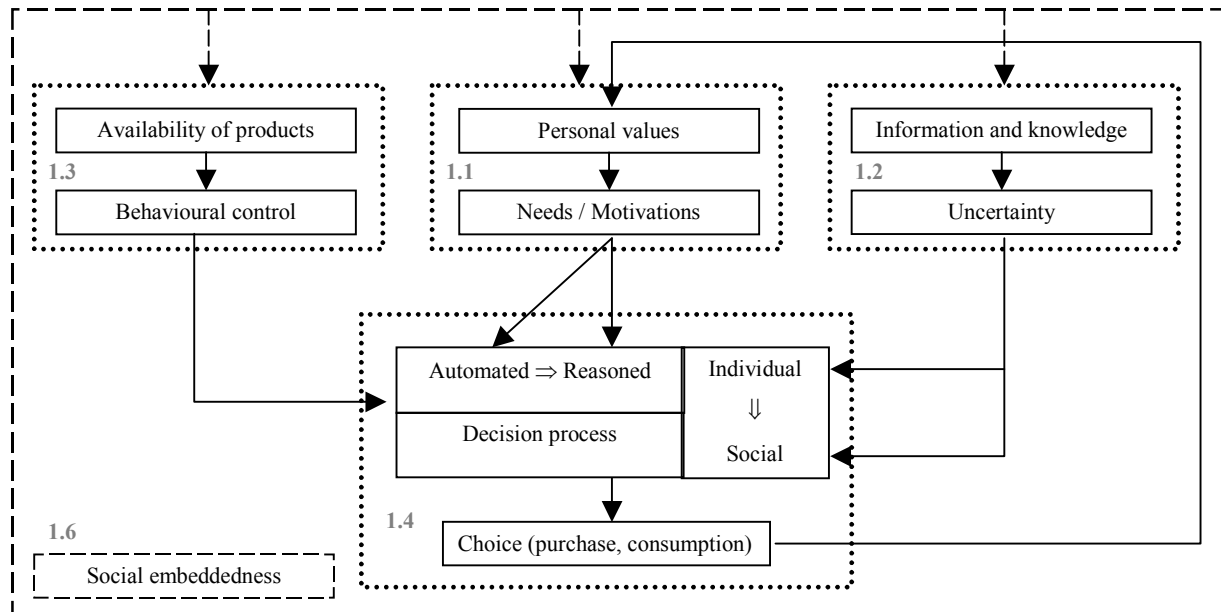 Availability of products
Personal values
Information and knowledge
1.3
1.1
1.2
Behavioural control
Needs / Motivations
Uncertainty
Automated ⇒ Reasoned
Individual
⇓
Decision process
Social
1.4
1.6
Choice (purchase, consumption)
Social embeddedness